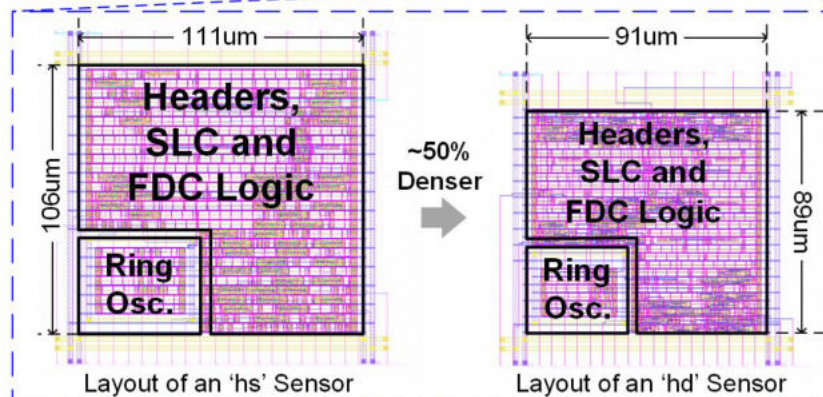 111um
106um
Headers,
SLC and
FDC Logic
Ring
Osc.
Layout of an 'hs' Sensor
~50%
Denser
91um
89um
Headers,
SLC and
FDC Logic
Ring
Osc.
Layout of an 'hd' Sensor